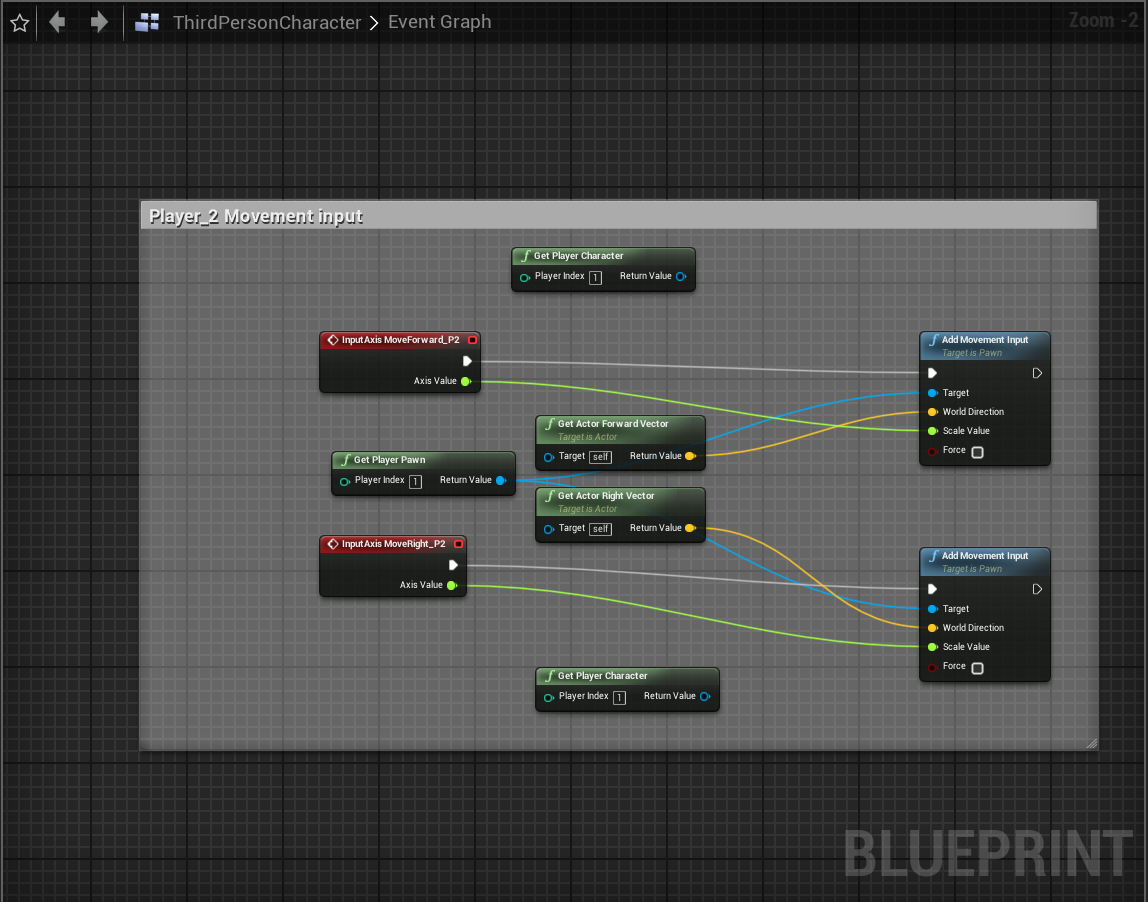 ThirdPersonCharacter > Event Graph
Zoom -2
Player_2 Movement input
f Get Player Character
Player Index 1 Return Value
InputAxis MoveForward_P2
Axis Value
f Add Movement Input
Target is Pawn
Target
World Direction
Scale Value
Force
f Get Actor Forward Vector
Target is Actor
Target self Return Value
f Get Player Pawn
Player Index 1 Return Value
f Get Actor Right Vector
Target is Actor
Target self Return Value
InputAxis MoveRight_P2
Axis Value
f Add Movement Input
Target is Pawn
Target
World Direction
Scale Value
Force
f Get Player Character
Player Index 1 Return Value
BLUEPRINT